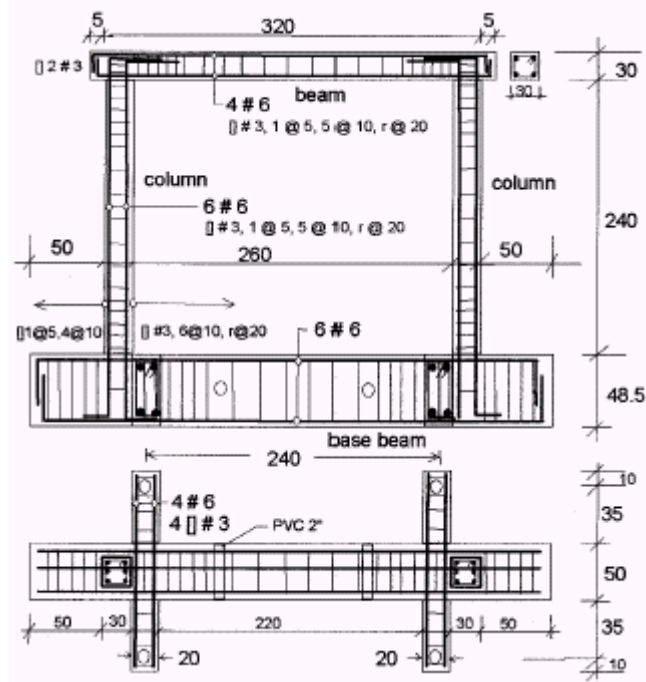 5 320 5
[] 2 # 3
30
30
beam
4 # 6
[] # 3, 1 @ 5, 5 @ 10, r @ 20
column
column
6 # 6
[] # 3, 1 @ 5, 5 @ 10, r @ 20
240
50 260 50
[]1@5,4@10 [] #3, 6@10, r@20
6 # 6
48.5
base beam
240
10
4 # 6
4 [] # 3
PVC 2"
35
50
50 30 220 30 50
35
20 20
10